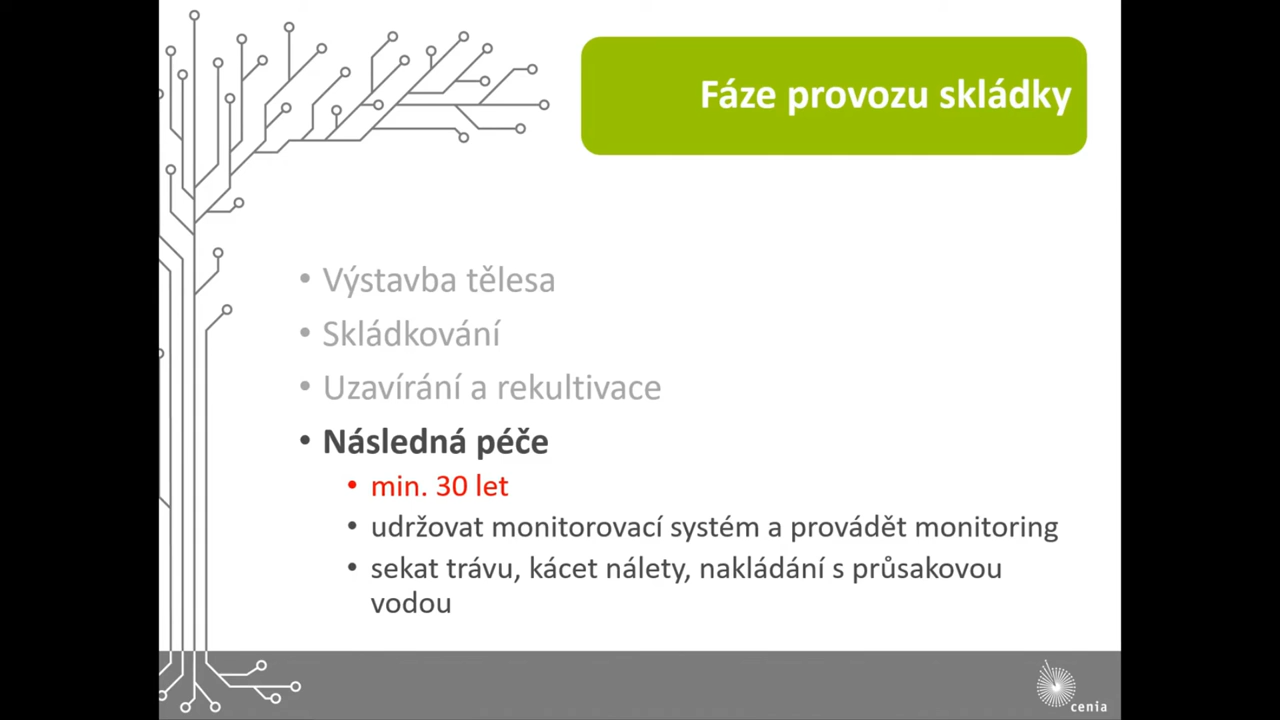 Fáze provozu skládky
• Výstavba tělesa
• Skládkování
• Uzavírání a rekultivace
• Následná péče
• min. 30 let
• udržovat monitorovací systém a provádět monitoring
• sekat trávu, kácet nálety, nakládání s průsakovou
vodou
cenia